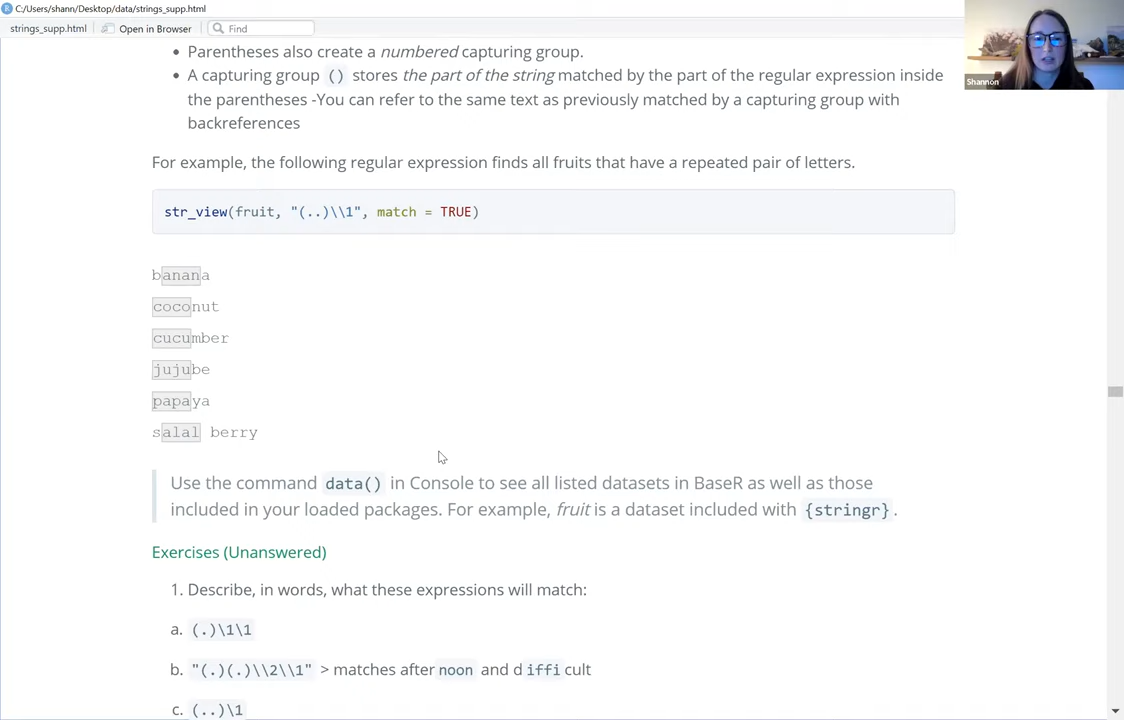 C:/Users/shann/Desktop/data/strings_supp.html
strings_supp.html Open in Browser Find
Shannon
• Parentheses also create a numbered capturing group.
• A capturing group () stores the part of the string matched by the part of the regular expression inside
the parentheses -You can refer to the same text as previously matched by a capturing group with
backreferences
For example, the following regular expression finds all fruits that have a repeated pair of letters.
str_view(fruit, "(..)\\1", match = TRUE)
banana
coconut
cucumber
jujube
papaya
salal berry
Use the command data() in Console to see all listed datasets in BaseR as well as those
included in your loaded packages. For example, fruit is a dataset included with {stringr}.
Exercises (Unanswered)
1. Describe, in words, what these expressions will match:
a. (.)\1\1
b. "(.)(.)\\2\\1" > matches after noon and d iffi cult
c. (..)\1